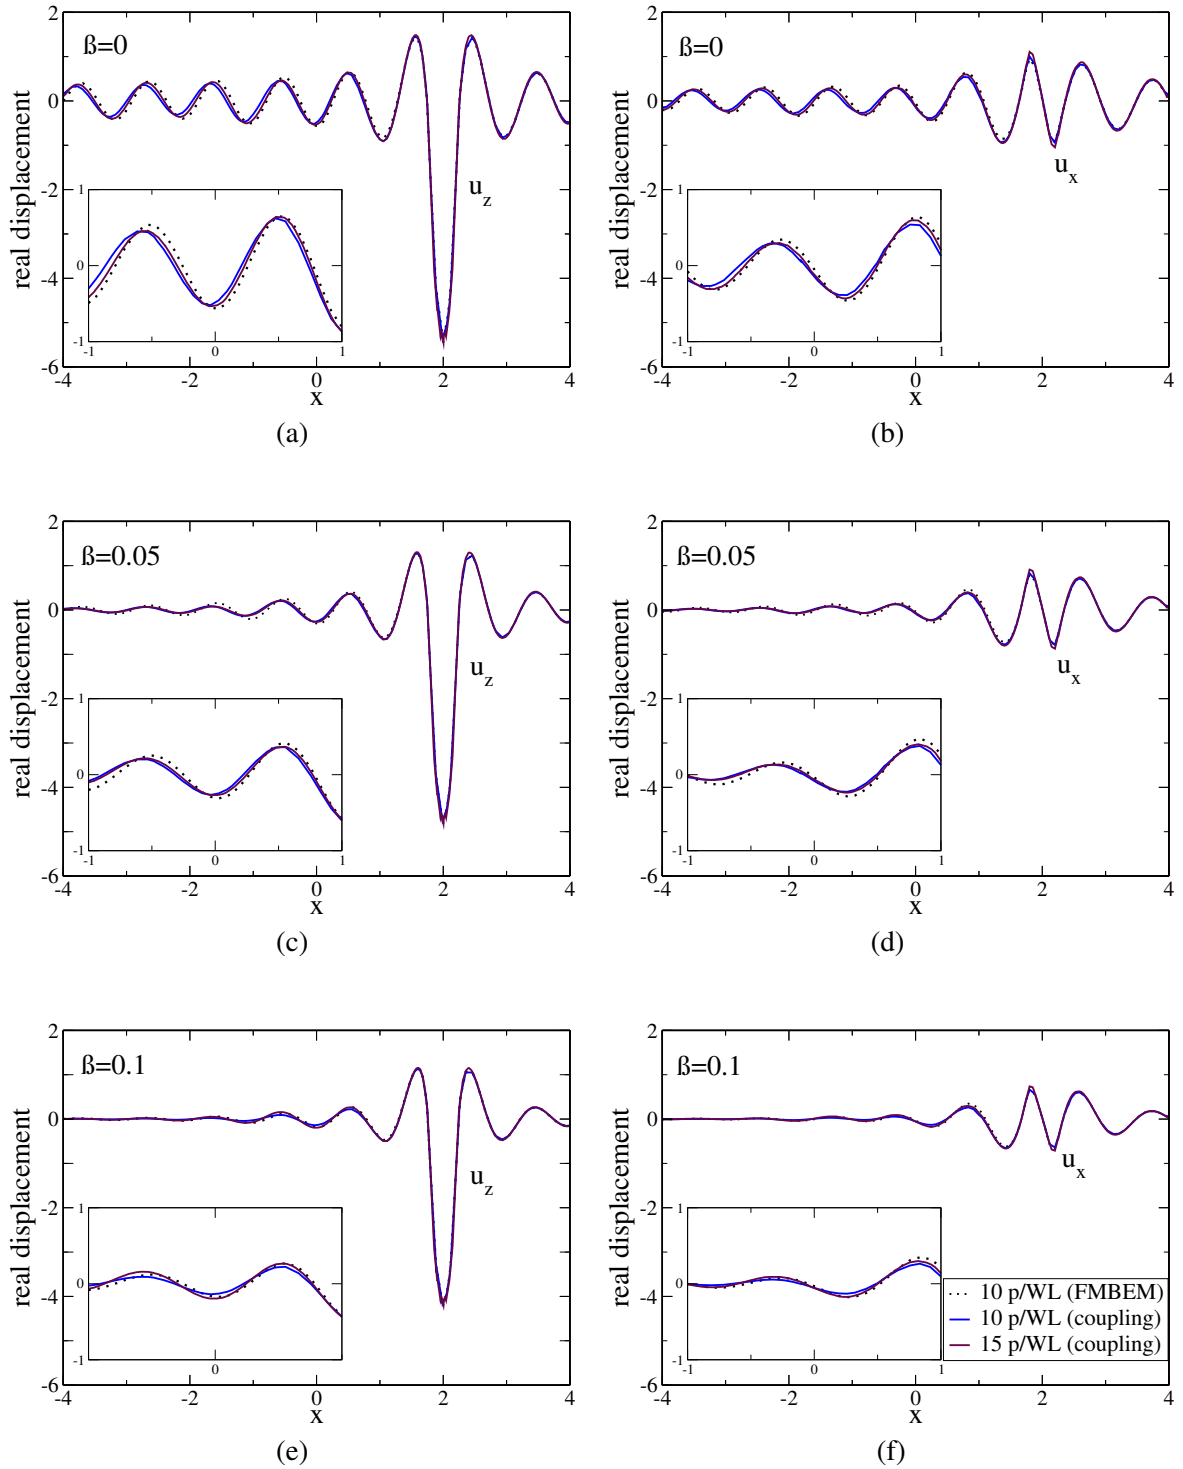 2
0
-2
-4
-6
real displacement
ß=0
u_z
1
0
-1
-1 0 1
-4 -2 0 2 4
x
(a)
2
0
-2
-4
-6
real displacement
ß=0
u_x
1
0
-1
-1 0 1
-4 -2 0 2 4
x
(b)
2
0
-2
-4
-6
real displacement
ß=0.05
u_z
1
0
-1
-1 0 1
-4 -2 0 2 4
x
(c)
2
0
-2
-4
-6
real displacement
ß=0.05
u_x
1
0
-1
-1 0 1
-4 -2 0 2 4
x
(d)
2
0
-2
-4
-6
real displacement
ß=0.1
u_z
1
0
-1
0
-4 -2 0 2 4
x
(e)
2
0
-2
-4
-6
real displacement
ß=0.1
u_x
1
0
-1
-1 0 1
10 p/WL (FMBEM)
10 p/WL (coupling)
15 p/WL (coupling)
-4 -2 0 2 4
x
(f)